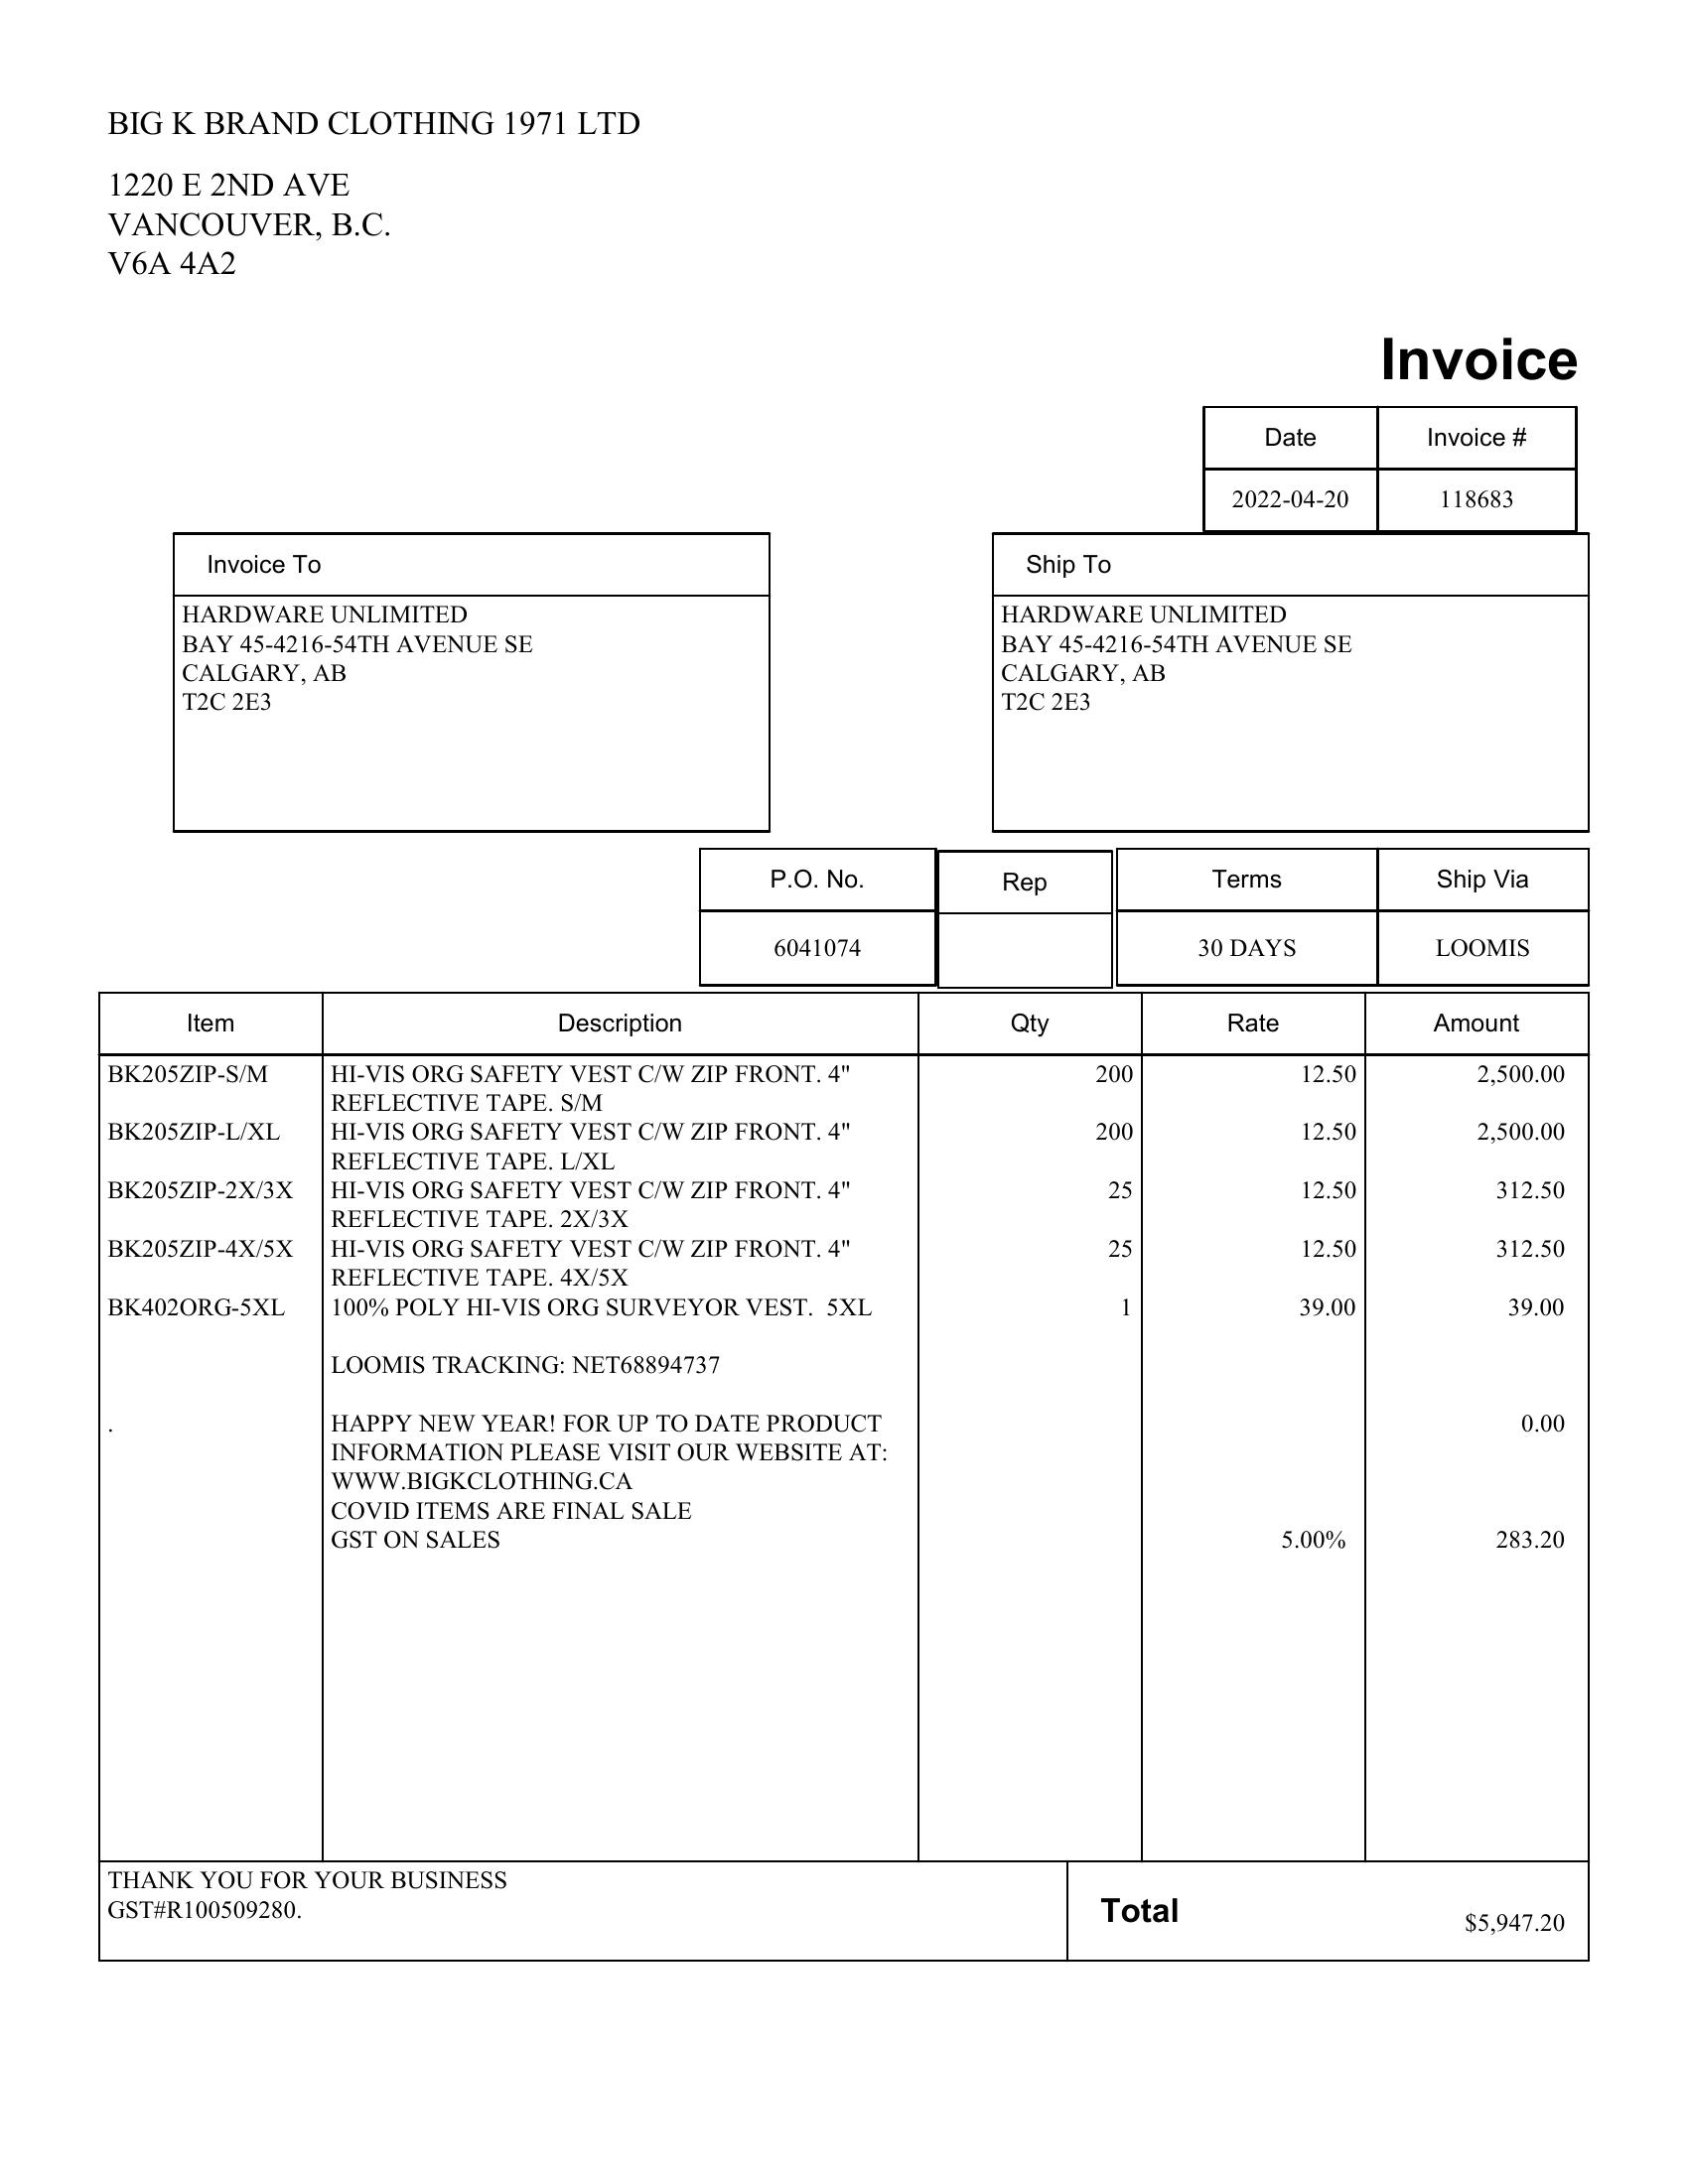 BIG K BRAND CLOTHING 1971 LTD
1220 E 2ND AVE
VANCOUVER, B.C.
V6A 4A2
Invoice
Date Invoice #
2022-04-20 118683
Invoice To
HARDWARE UNLIMITED
BAY 45-4216-54TH AVENUE SE
CALGARY, AB
T2C 2E3
Ship To
HARDWARE UNLIMITED
BAY 45-4216-54TH AVENUE SE
CALGARY, AB
T2C 2E3
P.O. No. Rep Terms Ship Via
6041074 30 DAYS LOOMIS
Item Description Qty Rate Amount
BK205ZIP-S/M HI-VIS ORG SAFETY VEST C/W ZIP FRONT. 4" 200 12.50 2,500.00
REFLECTIVE TAPE. S/M
BK205ZIP-L/XL HI-VIS ORG SAFETY VEST C/W ZIP FRONT. 4" 200 12.50 2,500.00
REFLECTIVE TAPE. L/XL
BK205ZIP-2X/3X HI-VIS ORG SAFETY VEST C/W ZIP FRONT. 4" 25 12.50 312.50
REFLECTIVE TAPE. 2X/3X
BK205ZIP-4X/5X HI-VIS ORG SAFETY VEST C/W ZIP FRONT. 4" 25 12.50 312.50
REFLECTIVE TAPE. 4X/5X
BK402ORG-5XL 100% POLY HI-VIS ORG SURVEYOR VEST. 5XL 1 39.00 39.00
LOOMIS TRACKING: NET68894737
. HAPPY NEW YEAR! FOR UP TO DATE PRODUCT 0.00
INFORMATION PLEASE VISIT OUR WEBSITE AT:
WWW.BIGKCLOTHING.CA
COVID ITEMS ARE FINAL SALE
GST ON SALES 5.00% 283.20
THANK YOU FOR YOUR BUSINESS
GST#R100509280.
Total $5,947.20